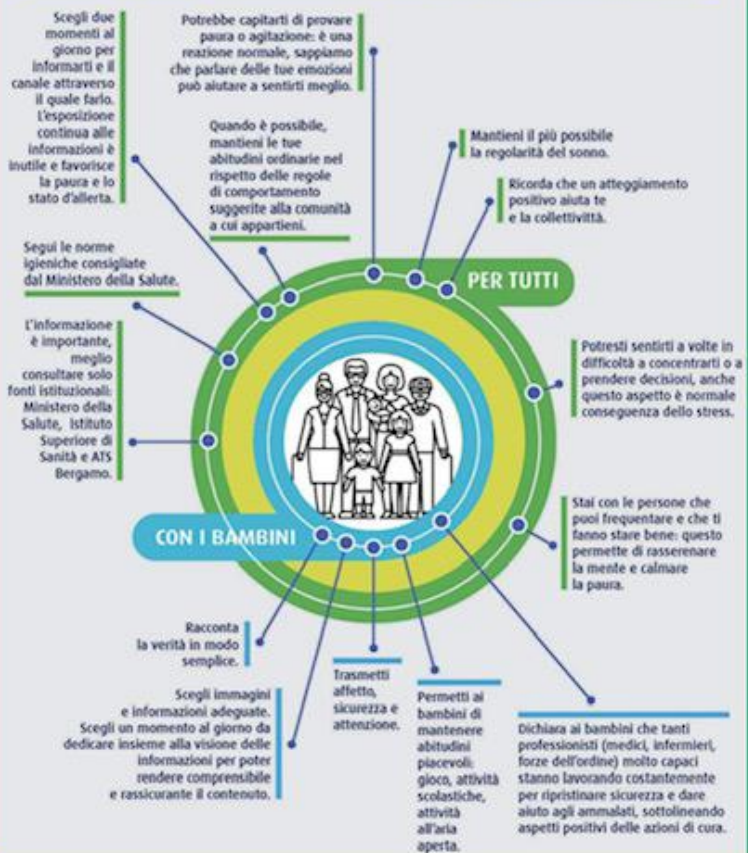 Scegli due
momenti al
giorno per
informarti e il
canale attraverso
il quale farlo.
L'esposizione
continua alle
informazioni è
inutile e favorisce
la paura e lo
stato d'allerta.
Potrebbe capitarti di provare
paura o agitazione: è una
reazione normale, sappiamo
che parlare delle tue emozioni
può aiutare a sentirti meglio.
Quando è possibile,
mantieni le tue
abitudini ordinarie nel
rispetto delle regole
di comportamento
suggerite alla comunità
a cui appartieni.
Mantieni il più possibile
la regolarità del sonno.
Ricorda che un atteggiamento
positivo aiuta te
e la collettivittà.
Segui le norme
igieniche consigliate
dal Ministero della Salute.
PER TUTTI
L'informazione
è importante,
meglio
consultare solo
fonti istituzionali:
Ministero della
Salute, Istituto
Superiore di
Sanità e ATS
Bergamo.
Potresti sentirti a volte in
difficoltà a concentrarti o a
prendere decisioni, anche
questo aspetto è normale
conseguenza dello stress.
Stai con le persone che
puoi frequentare e che ti
fanno stare bene: questo
permette di rasserenare
la mente e calmare
la paura.
CON I BAMBINI
Racconta
la verità in modo
semplice.
Scegli immagini
e informazioni adeguate.
Scegli un momento al giorno da
dedicare insieme alla visione delle
informazioni per poter
rendere comprensibile
e rassicurante il contenuto.
Trasmetti
affetto,
sicurezza e
attenzione.
Permetti ai
bambini di
mantenere
abitudini
piacevoli:
gioco, attività
scolastiche,
attività
all'aria
aperta.
Dichiara ai bambini che tanti
professionisti (medici, infermieri,
forze dell'ordine) molto capaci
stanno lavorando costantemente
per ripristinare sicurezza e dare
aiuto agli ammalati, sottolineando
aspetti positivi delle azioni di cura.